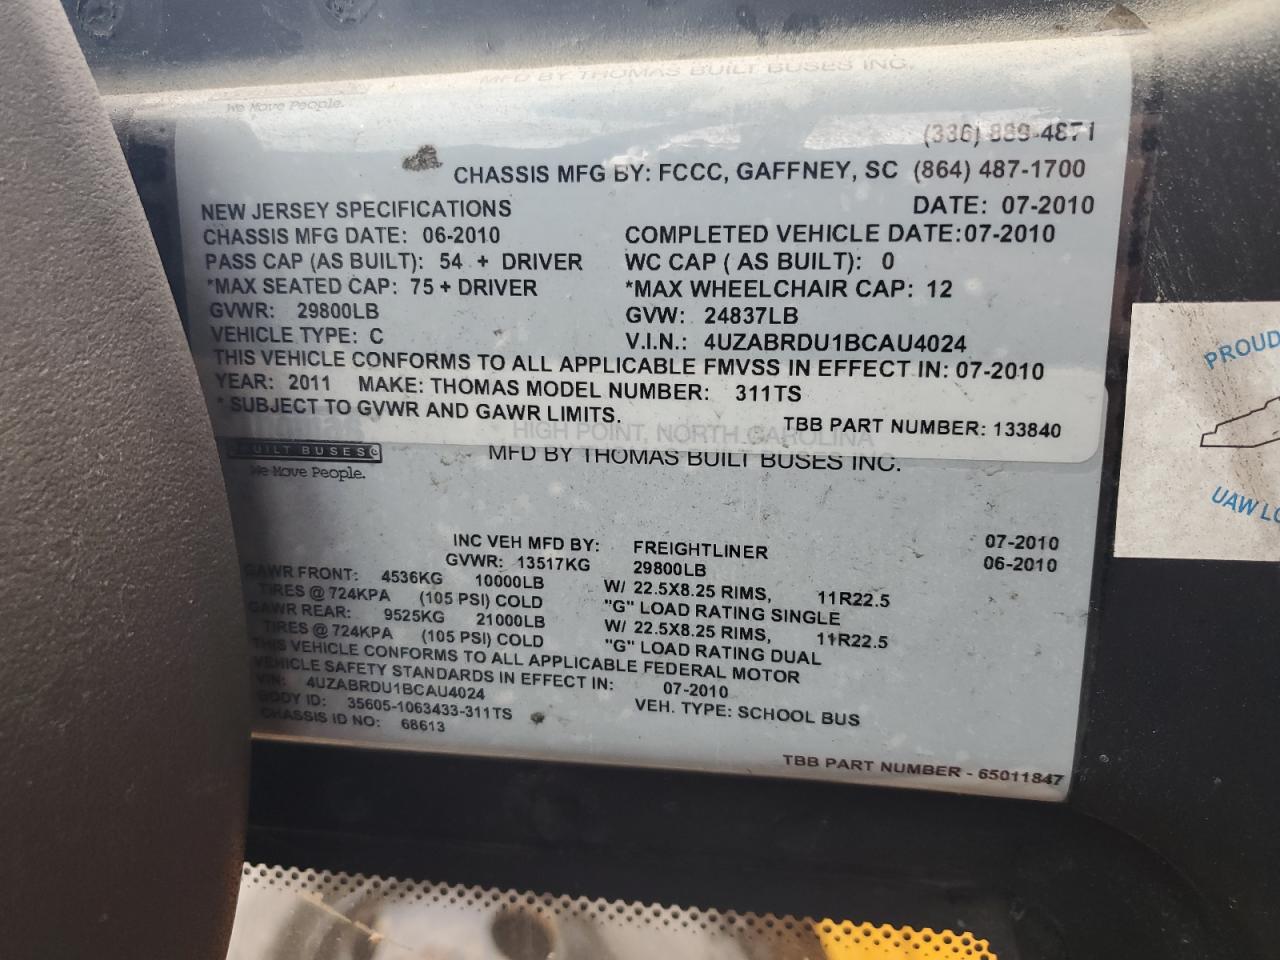 MFD BY THOMAS BUILT BUSES INC.
We Move People.
(336) 889-4871
CHASSIS MFG BY: FCCC, GAFFNEY, SC (864) 487-1700
NEW JERSEY SPECIFICATIONS DATE: 07-2010
CHASSIS MFG DATE: 06-2010 COMPLETED VEHICLE DATE:07-2010
PASS CAP (AS BUILT): 54 + DRIVER WC CAP ( AS BUILT): 0
*MAX SEATED CAP: 75 + DRIVER *MAX WHEELCHAIR CAP: 12
GVWR: 29800LB GVW: 24837LB
VEHICLE TYPE: C V.I.N.: 4UZABRDU1BCAU4024
THIS VEHICLE CONFORMS TO ALL APPLICABLE FMVSS IN EFFECT IN: 07-2010
YEAR: 2011 MAKE: THOMAS MODEL NUMBER: 311TS
* SUBJECT TO GVWR AND GAWR LIMITS.
TBB PART NUMBER: 133840
Thomas
HIGH POINT, NORTH CAROLINA
BUILT BUSES
MFD BY THOMAS BUILT BUSES INC.
We Move People.
07-2010
INC VEH MFD BY: FREIGHTLINER 06-2010
GVWR: 13517KG 29800LB
GAWR FRONT: 4536KG 10000LB W/ 22.5X8.25 RIMS, 11R22.5
TIRES @ 724KPA (105 PSI) COLD "G" LOAD RATING SINGLE
GAWR REAR: 9525KG 21000LB W/ 22.5X8.25 RIMS, 11R22.5
TIRES @ 724KPA (105 PSI) COLD "G" LOAD RATING DUAL
THIS VEHICLE CONFORMS TO ALL APPLICABLE FEDERAL MOTOR
VEHICLE SAFETY STANDARDS IN EFFECT IN: 07-2010
VIN: 4UZABRDU1BCAU4024 VEH. TYPE: SCHOOL BUS
BODY ID: 35605-1063433-311TS
CHASSIS ID NO: 68613
TBB PART NUMBER - 65011847
PROUD
UAW LO